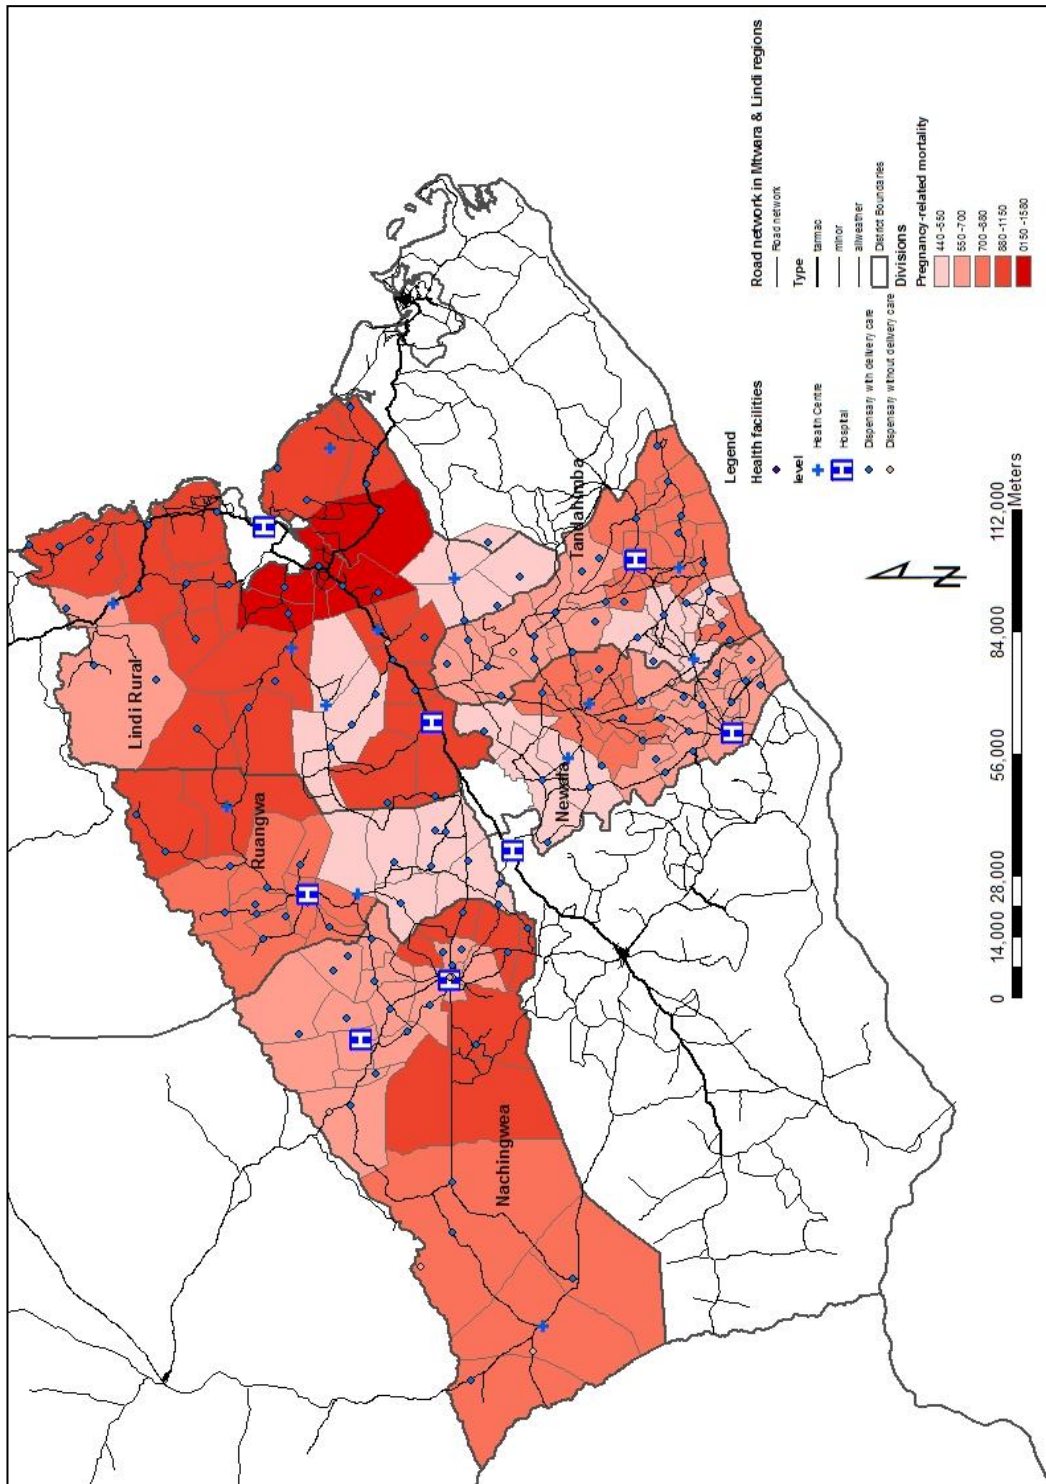 Lindi Rural
Ruangwa
Nachingwea
Newala
Tandahimba
H
H
H
H
H
H
H
H
N
0 14,000 28,000 56,000 84,000 112,000
Meters
Legend
Health facilities
level
Health Centre
Hospital
Dispensary with delivery care
Dispensary without delivery care
Road network in Mtwara & Lindi regions
Road network
Type
tarmac
minor
allweather
District Boundaries
Divisions
Pregnancy-related mortality
440 -550
550 -700
700 -880
880 -1150
0150 -1580